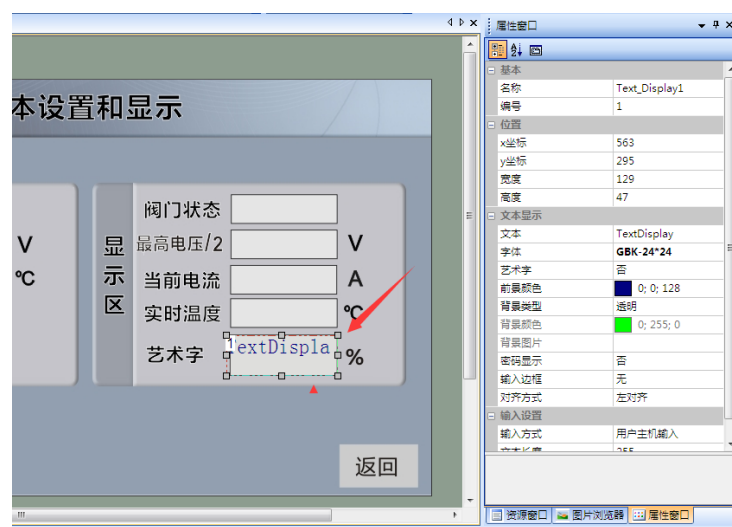 属性窗口
本设置和显示
显示区
阀门状态
V
最高电压/2
V
℃
当前电流
A
实时温度
℃
艺术字
1
TextDispla
%
返回
基本
名称 Text_Display1
编号 1
位置
x坐标 563
y坐标 295
宽度 129
高度 47
文本显示
文本 TextDisplay
字体 GBK-24*24
艺术字 否
前景颜色 0; 0; 128
背景类型 透明
背景颜色 0; 255; 0
背景图片
密码显示 否
输入边框 无
对齐方式 左对齐
输入设置
输入方式 用户主机输入
资源窗口 图片浏览器 属性窗口